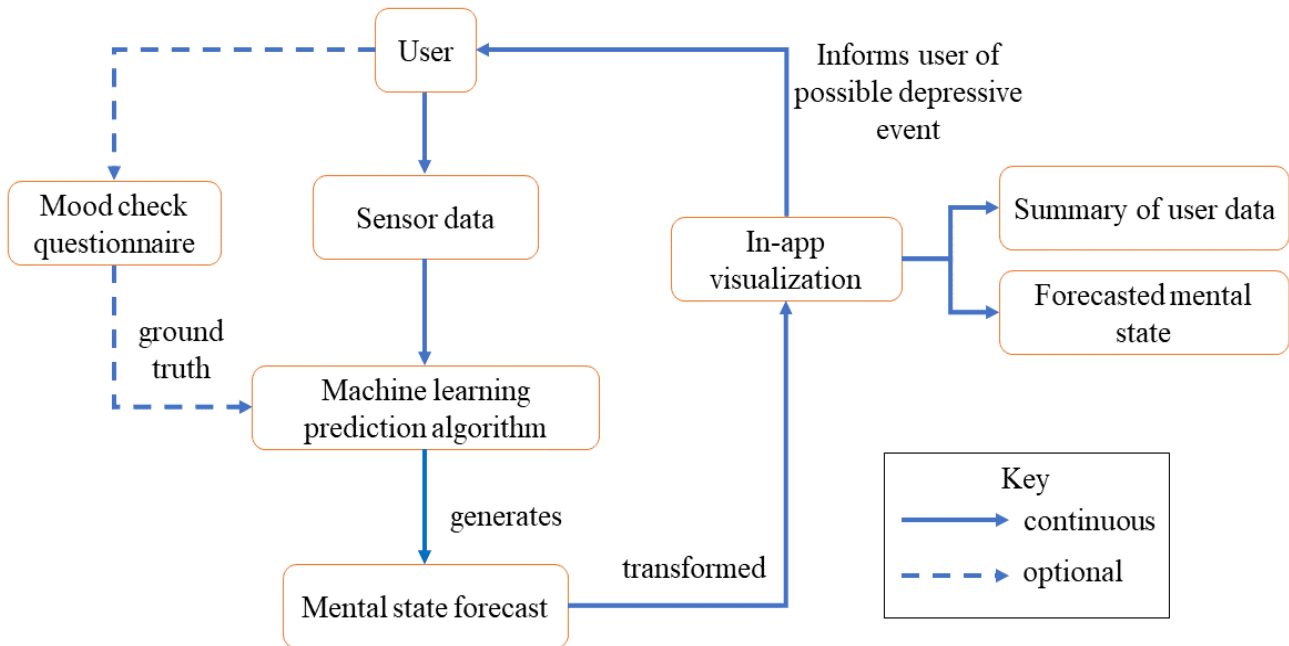 User
Informs user of
possible depressive
event
Mood check
questionnaire
Sensor data
In-app
visualization
Summary of user data
Forecasted mental
state
ground
truth
Machine learning
prediction algorithm
generates
transformed
Mental state forecast
Key
continuous
optional